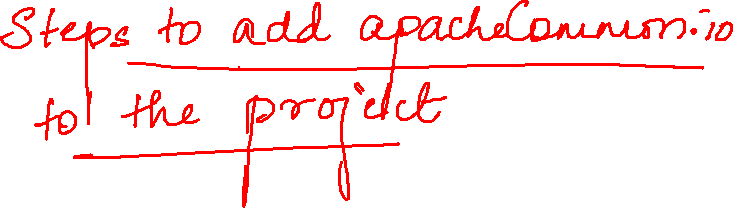 Steps to add apacheCommon.io
to the project